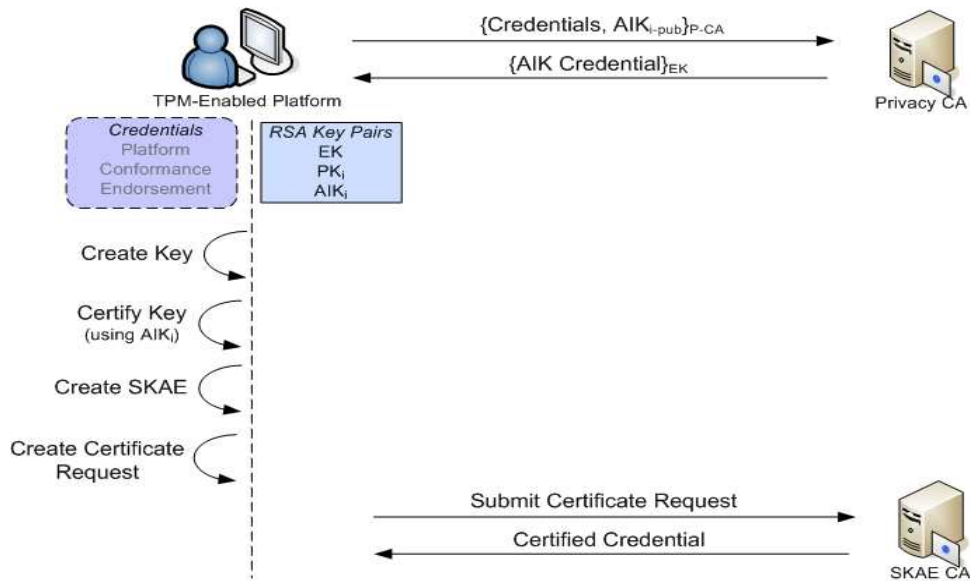 {Credentials, AIKi-pub}P-CA
{AIK Credential}EK
TPM-Enabled Platform
Privacy CA
Credentials
Platform
Conformance
Endorsement
RSA Key Pairs
EK
PKi
AIKi
Create Key
Certify Key
(using AIKi)
Create SKAE
Create Certificate
Request
Submit Certificate Request
Certified Credential
SKAE CA